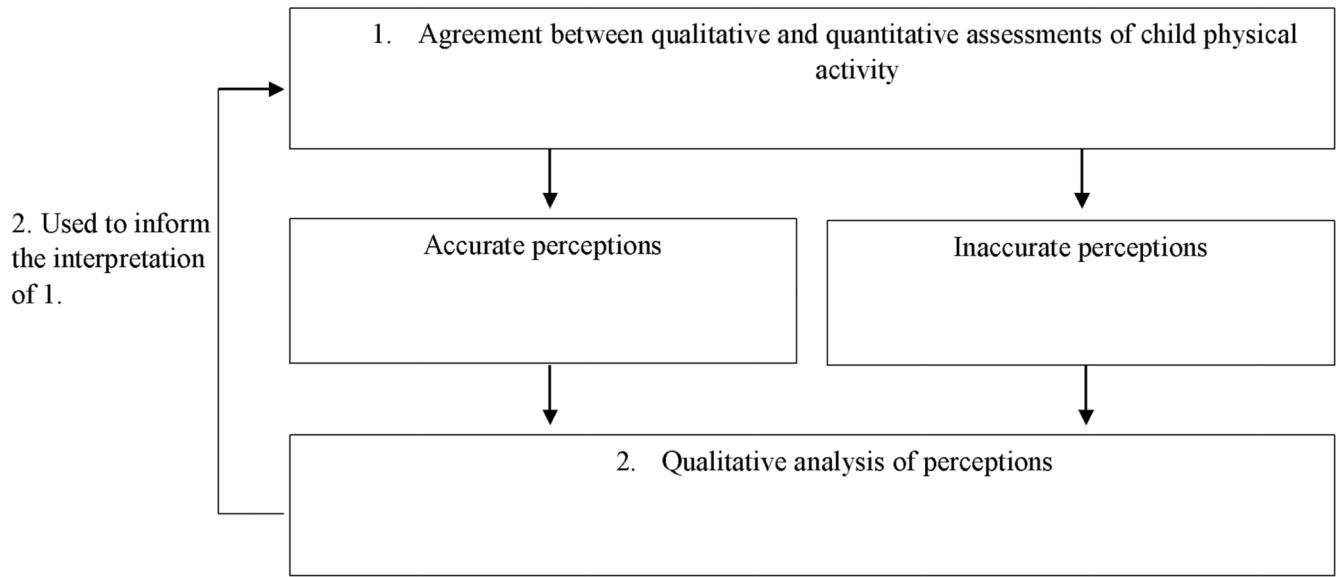 1. Agreement between qualitative and quantitative assessments of child physical
activity
2. Used to inform
the interpretation
of 1.
Accurate perceptions
Inaccurate perceptions
2. Qualitative analysis of perceptions